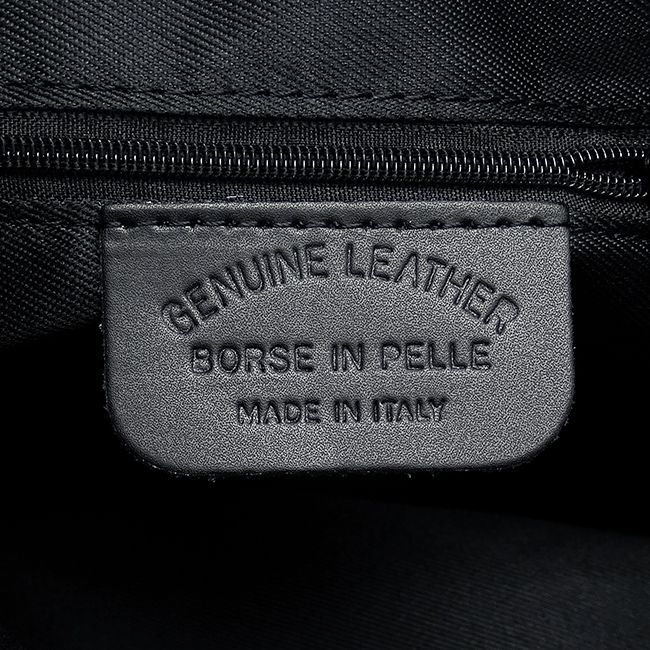 GENUINE LEATHER
BORSE IN PELLE
MADE IN ITALY